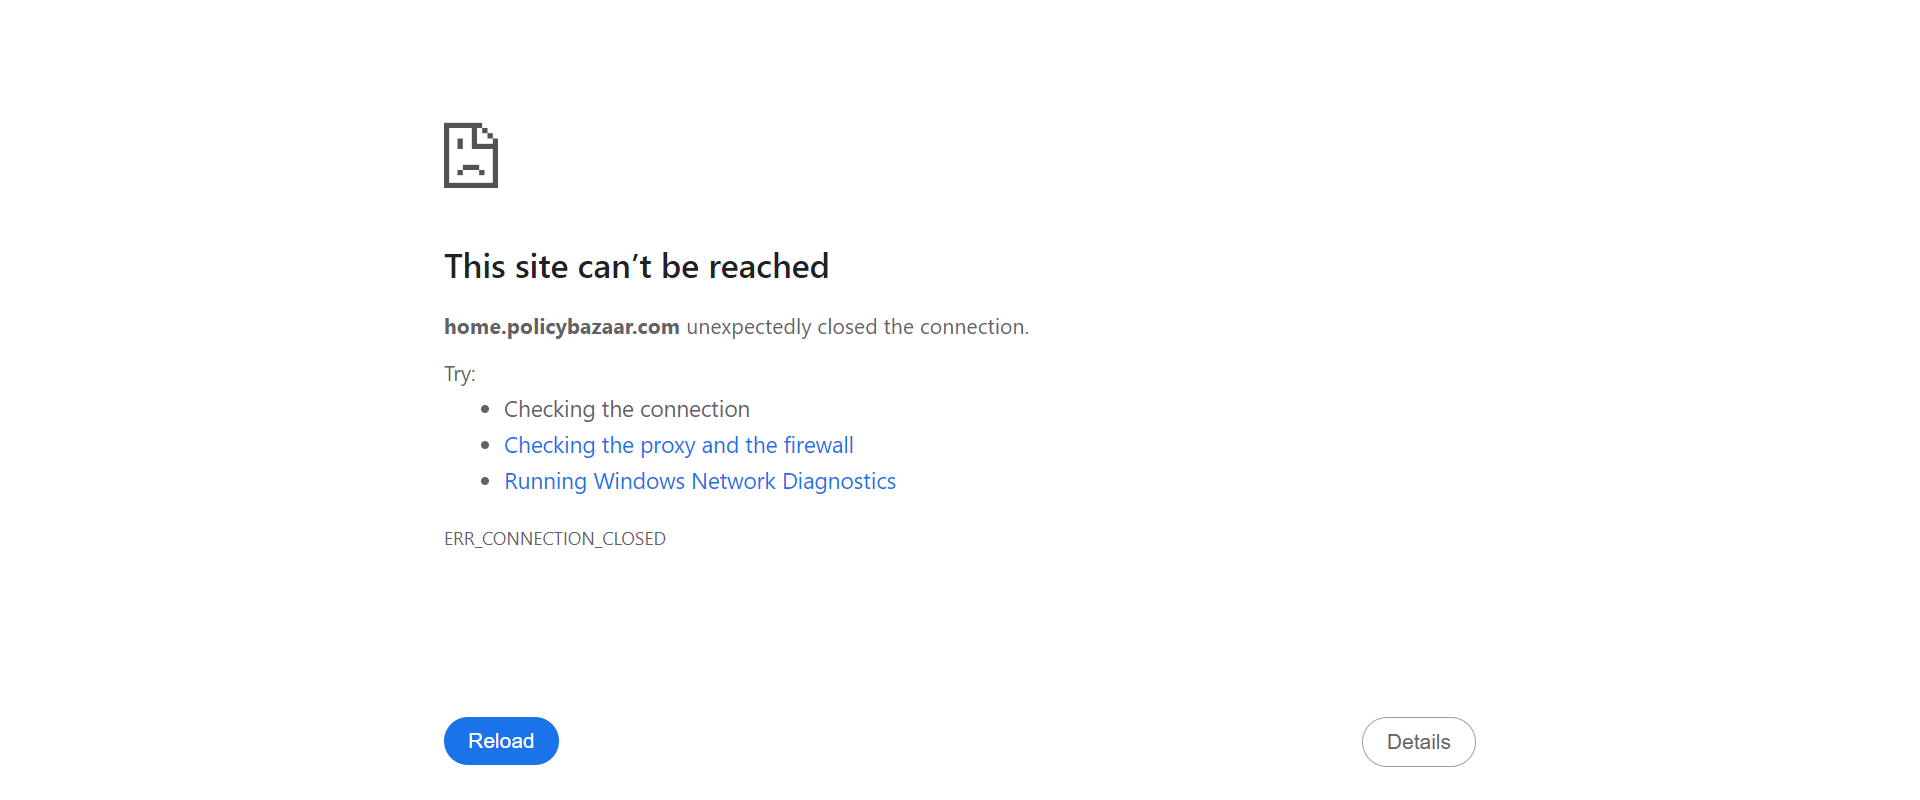 This site can’t be reached
home.policybazaar.com unexpectedly closed the connection.
Try:
Checking the connection
Checking the proxy and the firewall
Running Windows Network Diagnostics
ERR_CONNECTION_CLOSED
Reload
Details